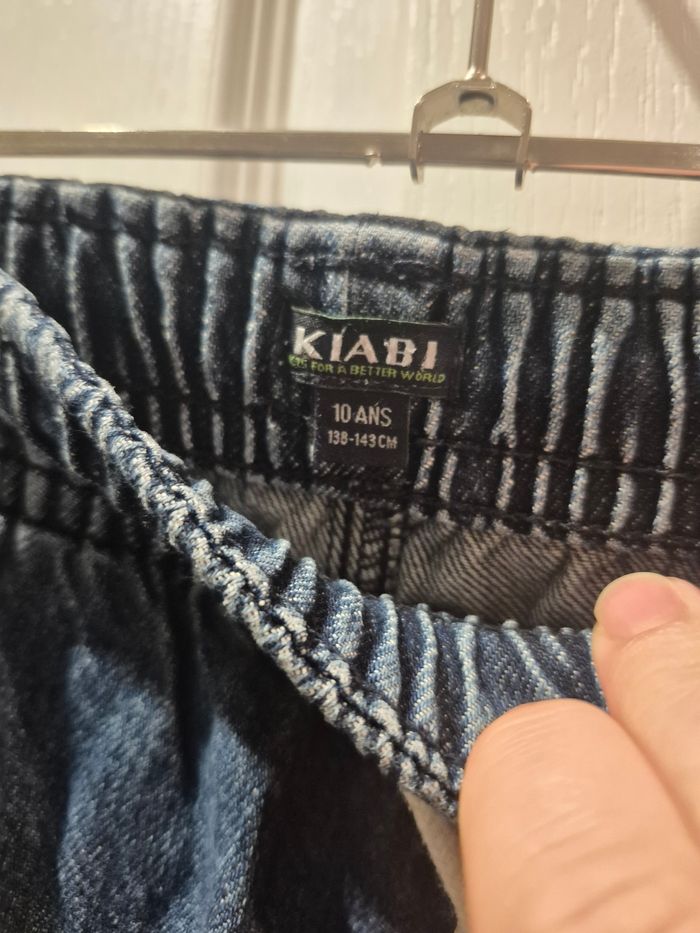 KIABI
FOR A BETTER WORLD
10 ANS
138-143 CM